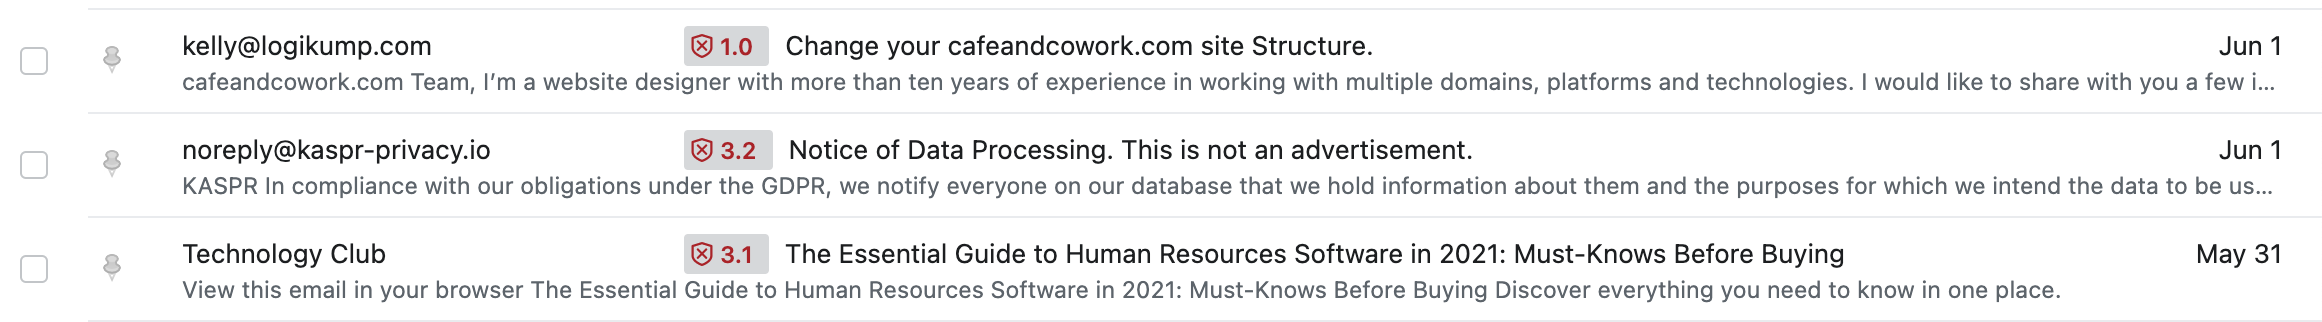 kelly@logikump.com 1.0 Change your cafeandcowork.com site Structure. Jun 1
cafeandcowork.com Team, I’m a website designer with more than ten years of experience in working with multiple domains, platforms and technologies. I would like to share with you a few i...
noreply@kaspr-privacy.io 3.2 Notice of Data Processing. This is not an advertisement. Jun 1
KASPR In compliance with our obligations under the GDPR, we notify everyone on our database that we hold information about them and the purposes for which we intend the data to be us...
Technology Club 3.1 The Essential Guide to Human Resources Software in 2021: Must-Knows Before Buying May 31
View this email in your browser The Essential Guide to Human Resources Software in 2021: Must-Knows Before Buying Discover everything you need to know in one place.